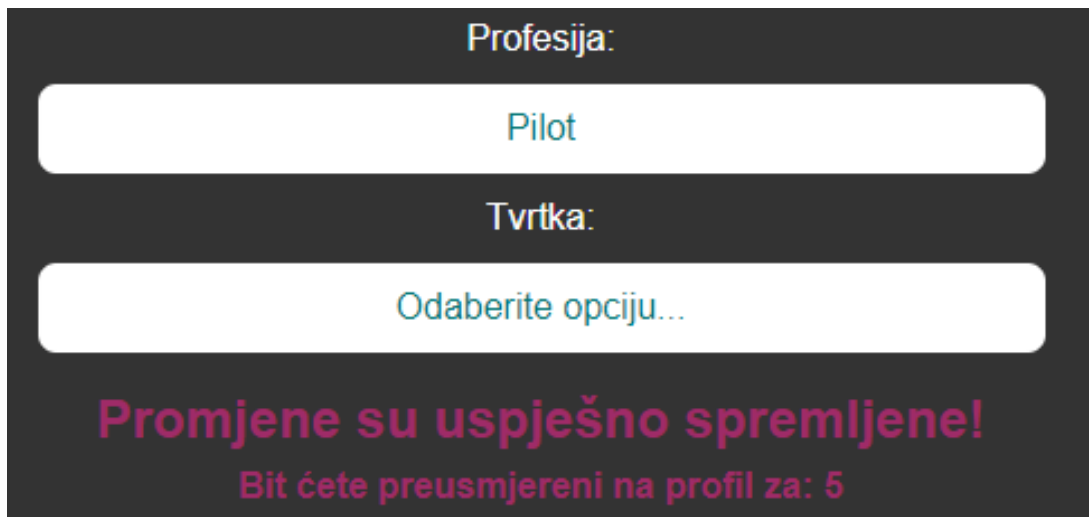 Profesija:
Pilot
Tvrtka:
Odaberite opciju...
Promjene su uspješno spremljene!
Bit ćete preusmjereni na profil za: 5